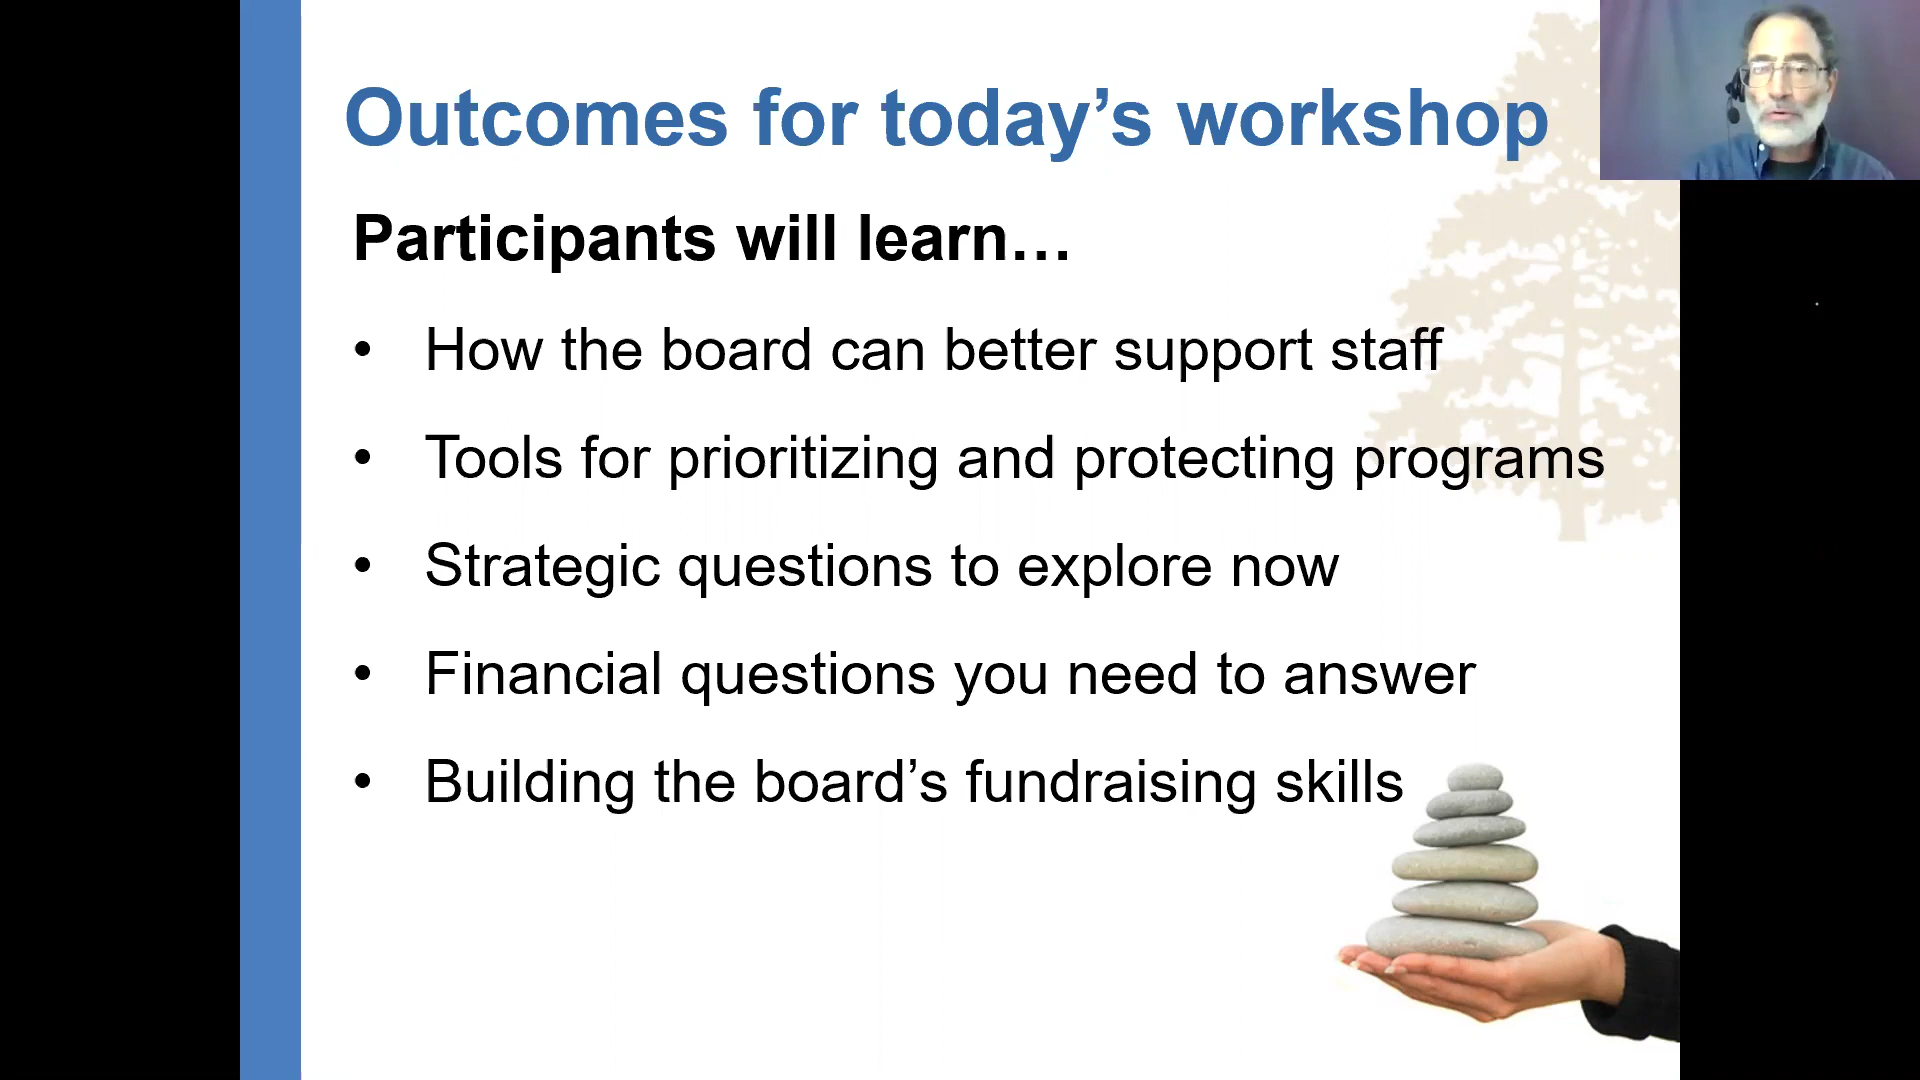 Outcomes for today’s workshop
Participants will learn…
• How the board can better support staff
• Tools for prioritizing and protecting programs
• Strategic questions to explore now
• Financial questions you need to answer
• Building the board’s fundraising skills